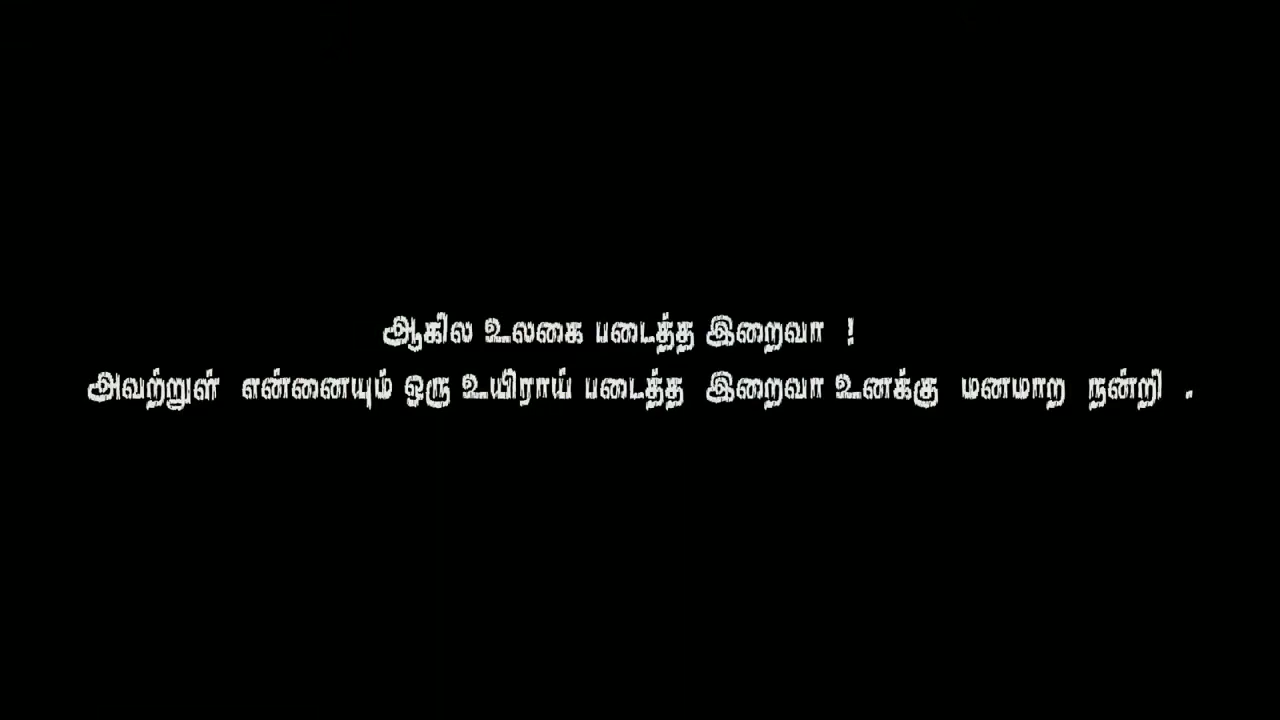 ஆகில உலகை படைத்த இறைவா !
அவற்றுள் என்னையும் ஒரு உயிராய் படைத்த இறைவா உனக்கு மனமாற நன்றி .